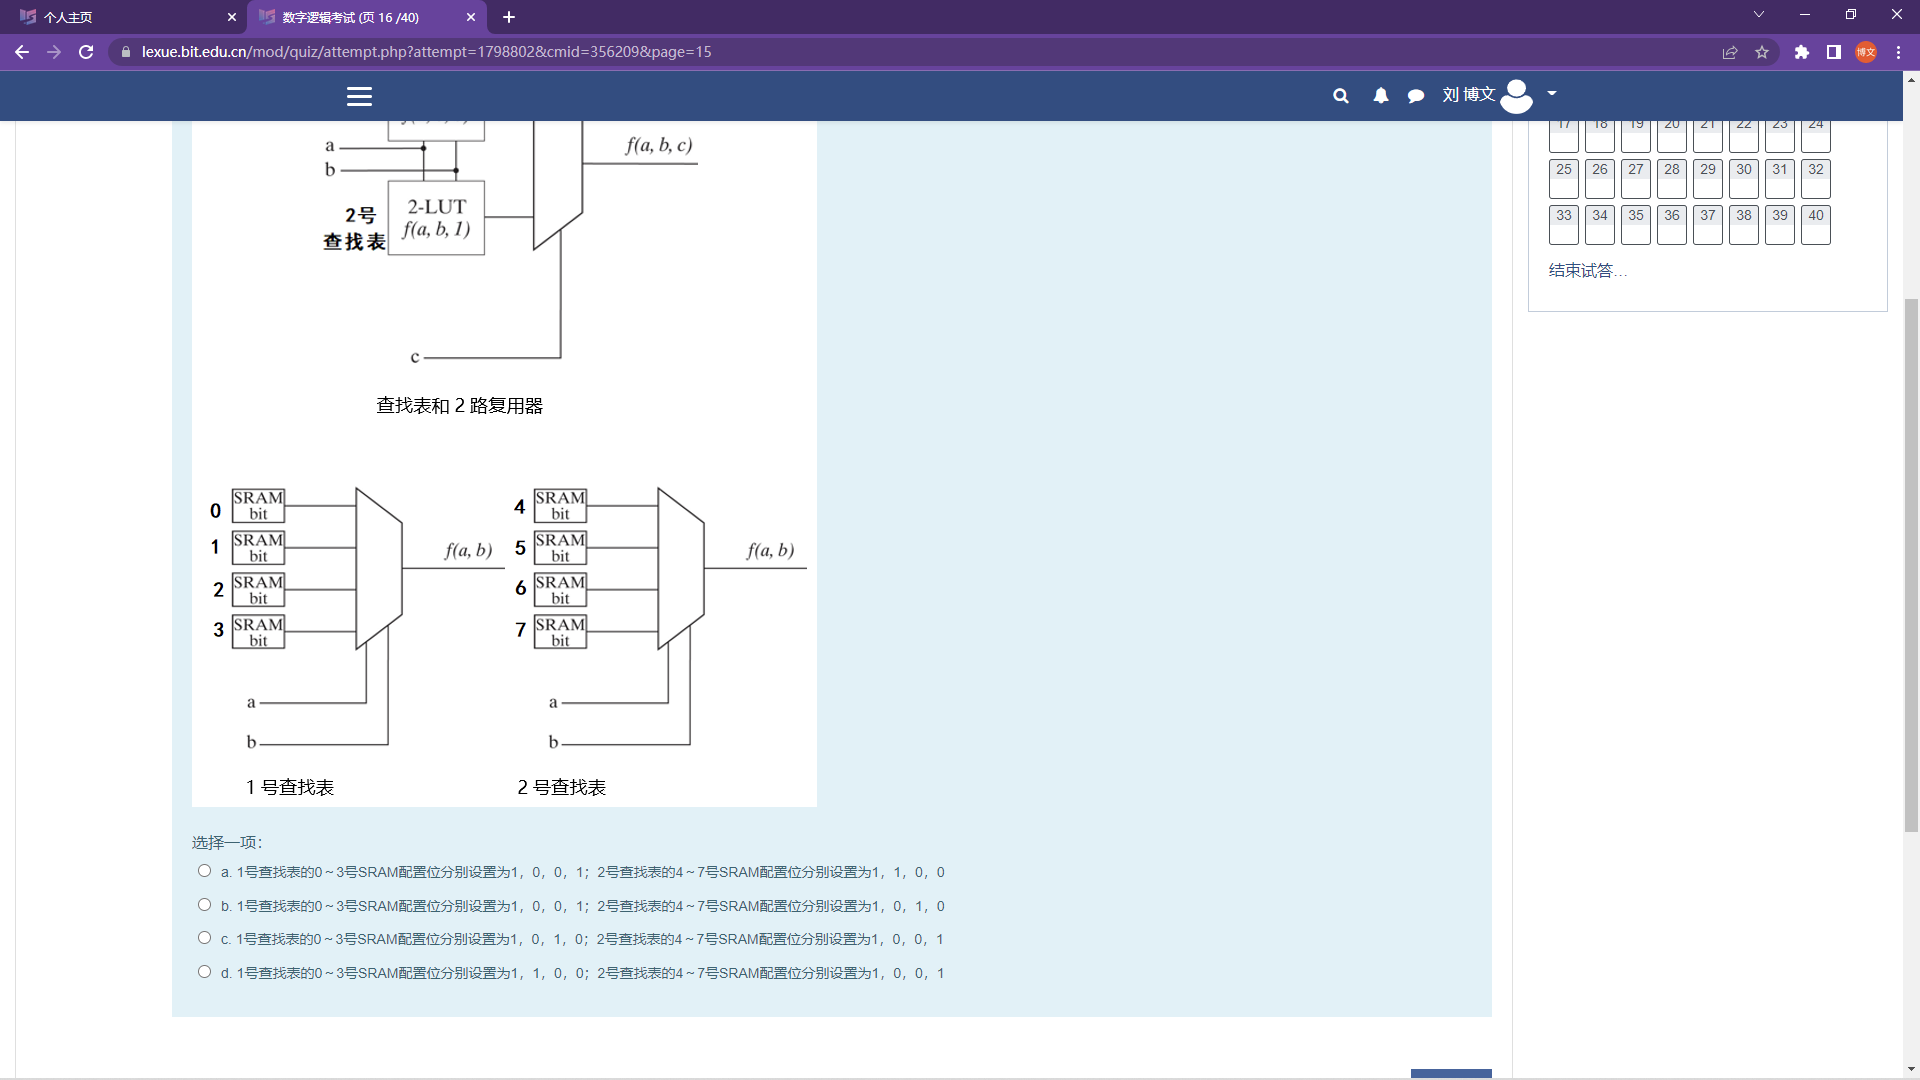 个人主页
数字逻辑考试 (页 16 /40)
lexue.bit.edu.cn/mod/quiz/attempt.php?attempt=1798802&cmid=356209&page=15
博文
刘 博文
17 18 19 20 21 22 23 24
25 26 27 28 29 30 31 32
33 34 35 36 37 38 39 40
结束试答...
a
b
f(a, b, c)
2号
查找表
2-LUT
f(a, b, 1)
c
查找表和 2 路复用器
0 SRAM bit
1 SRAM bit
2 SRAM bit
3 SRAM bit
f(a, b)
a
b
1 号查找表
4 SRAM bit
5 SRAM bit
6 SRAM bit
7 SRAM bit
f(a, b)
a
b
2 号查找表
选择一项：
a. 1号查找表的0～3号SRAM配置位分别设置为1，0，0，1；2号查找表的4～7号SRAM配置位分别设置为1，1，0，0
b. 1号查找表的0～3号SRAM配置位分别设置为1，0，0，1；2号查找表的4～7号SRAM配置位分别设置为1，0，1，0
c. 1号查找表的0～3号SRAM配置位分别设置为1，0，1，0；2号查找表的4～7号SRAM配置位分别设置为1，0，0，1
d. 1号查找表的0～3号SRAM配置位分别设置为1，1，0，0；2号查找表的4～7号SRAM配置位分别设置为1，0，0，1